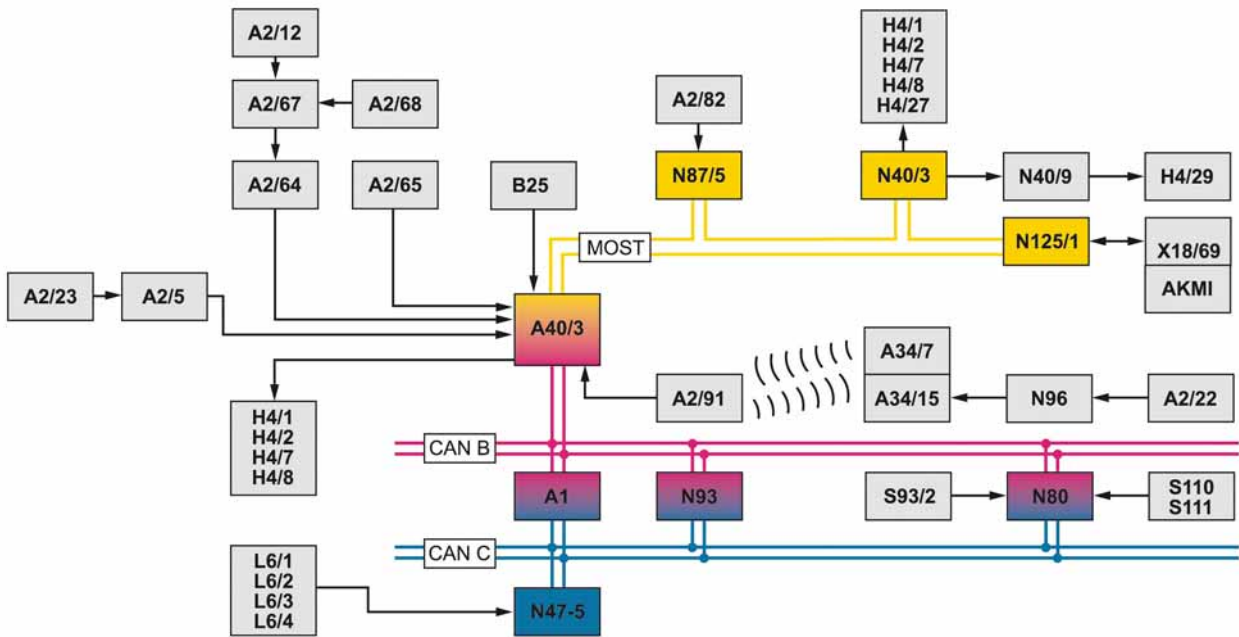 A2/12
H4/1
H4/2
H4/7
H4/8
H4/27
A2/67
A2/68
A2/82
A2/64
A2/65
B25
N87/5
N40/3
N40/9
H4/29
MOST
N125/1
X18/69
AKMI
A2/23
A2/5
A40/3
A34/7
A2/91
A34/15
N96
A2/22
H4/1
H4/2
H4/7
H4/8
CAN B
A1
N93
S93/2
N80
S110
S111
CAN C
L6/1
L6/2
L6/3
L6/4
N47-5